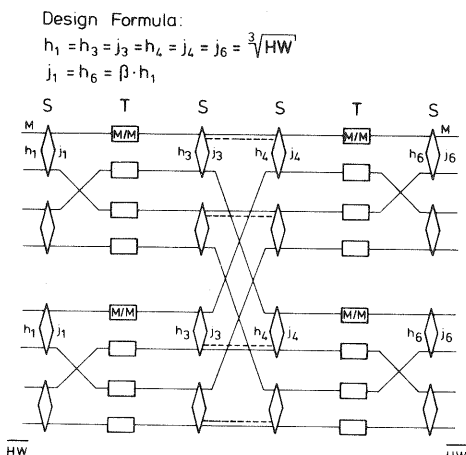 Design Formula:
h₁ = h₃ = j₃ = h₄ = j₄ = j₆ = ∛HW
j₁ = h₆ = β · h₁
S T S S T S
M M/M M/M M
h₁ j₁ h₃ j₃ h₄ j₄ h₆ j₆
M/M M/M
h₁ j₁ h₃ j₃ h₄ j₄ h₆ j₆
HW HW